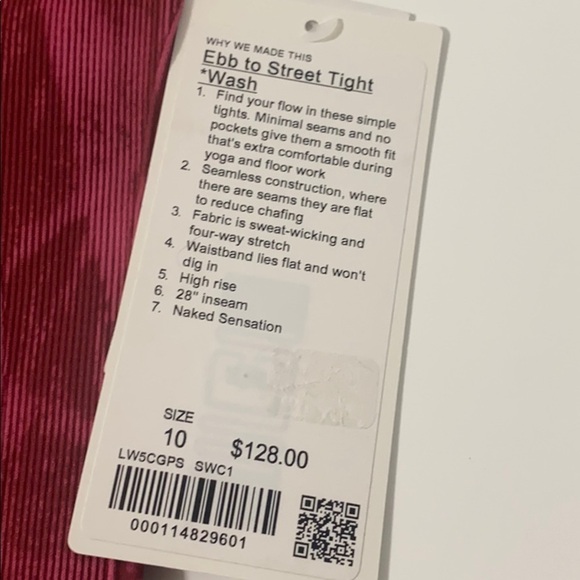 WHY WE MADE THIS
Ebb to Street Tight
*Wash
1. Find your flow in these simple
tights. Minimal seams and no
pockets give them a smooth fit
that's extra comfortable during
yoga and floor work
2. Seamless construction, where
there are seams they are flat
to reduce chafing
3. Fabric is sweat-wicking and
four-way stretch
4. Waistband lies flat and won't
dig in
5. High rise
6. 28" inseam
7. Naked Sensation
SIZE
10 $128.00
LW5CGPS SWC1
000114829601